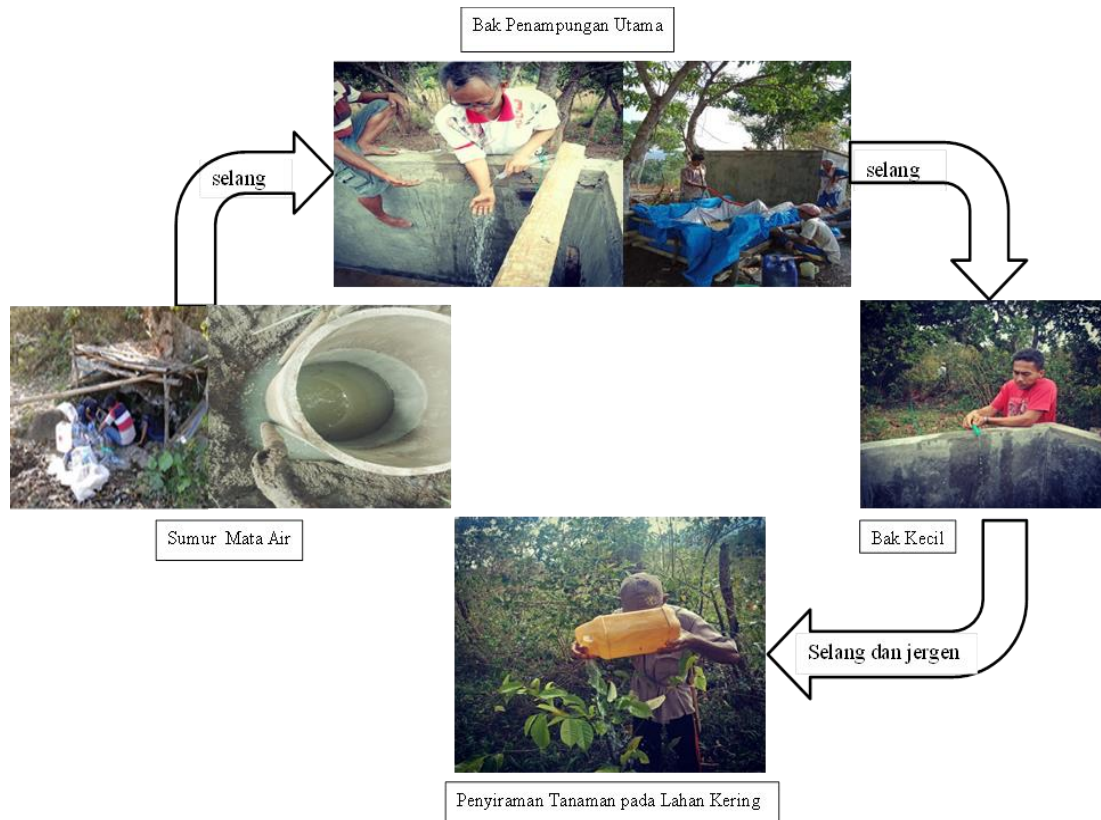 Bak Penampungan Utama
selang
selang
Sumur Mata Air
Bak Kecil
Selang dan jergen
Penyiraman Tanaman pada Lahan Kering